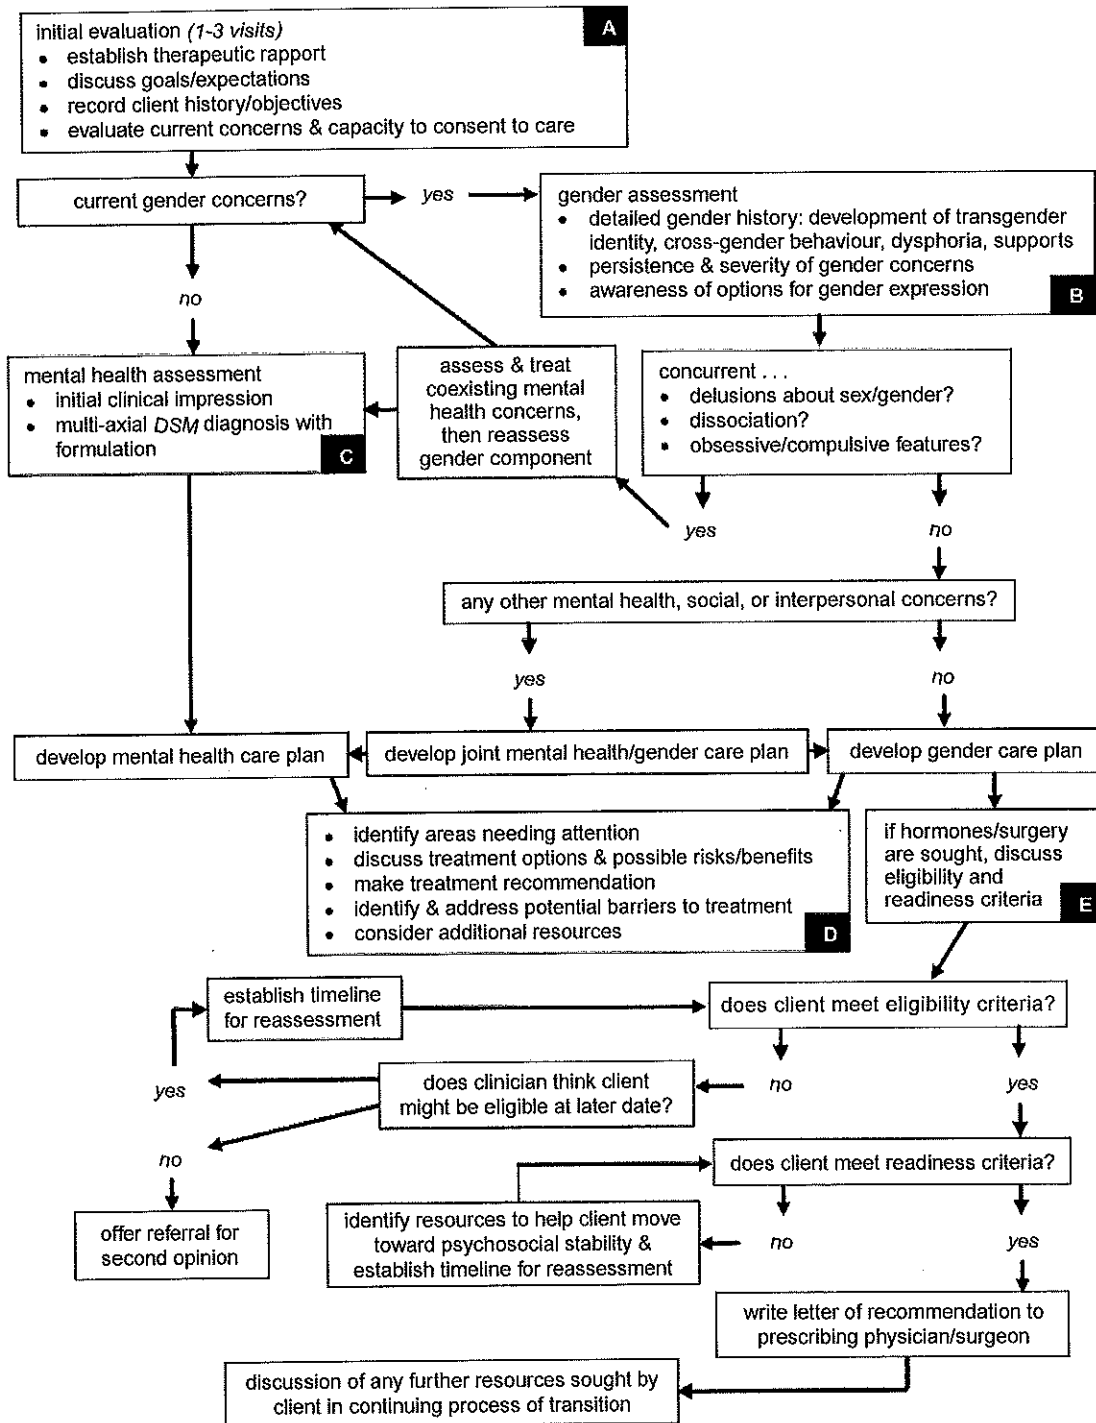 initial evaluation (1-3 visits)
A
• establish therapeutic rapport
• discuss goals/expectations
• record client history/objectives
• evaluate current concerns & capacity to consent to care
current gender concerns?
yes
gender assessment
• detailed gender history: development of transgender
identity, cross-gender behaviour, dysphoria, supports
• persistence & severity of gender concerns
• awareness of options for gender expression
B
no
mental health assessment
• initial clinical impression
• multi-axial DSM diagnosis with
formulation
C
assess & treat
coexisting mental
health concerns,
then reassess
gender component
concurrent . . .
• delusions about sex/gender?
• dissociation?
• obsessive/compulsive features?
yes
no
any other mental health, social, or interpersonal concerns?
yes
no
develop mental health care plan
develop joint mental health/gender care plan
develop gender care plan
• identify areas needing attention
• discuss treatment options & possible risks/benefits
• make treatment recommendation
• identify & address potential barriers to treatment
• consider additional resources
D
if hormones/surgery
are sought, discuss
eligibility and
readiness criteria
E
establish timeline
for reassessment
does client meet eligibility criteria?
yes
does clinician think client
might be eligible at later date?
no
yes
no
does client meet readiness criteria?
offer referral for
second opinion
identify resources to help client move
toward psychosocial stability &
establish timeline for reassessment
no
yes
write letter of recommendation to
prescribing physician/surgeon
discussion of any further resources sought by
client in continuing process of transition